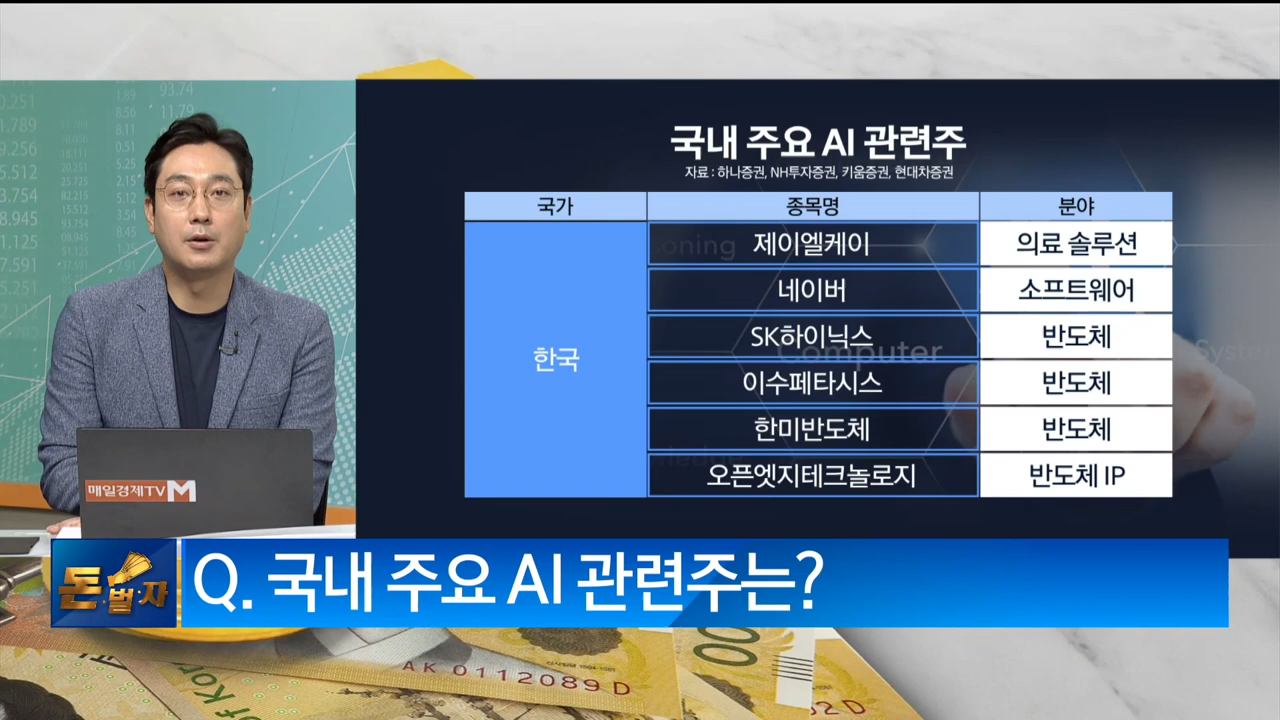 국내 주요 AI 관련주
자료 : 하나증권, NH투자증권, 키움증권, 현대차증권
국가 종목명 분야
한국
제이엘케이 의료 솔루션
네이버 소프트웨어
SK하이닉스 반도체
이수페타시스 반도체
한미반도체 반도체
오픈엣지테크놀로지 반도체 IP
Computer
매일경제TV M
돈.벌.자
Q. 국내 주요 AI 관련주는?
AK 0112089 D